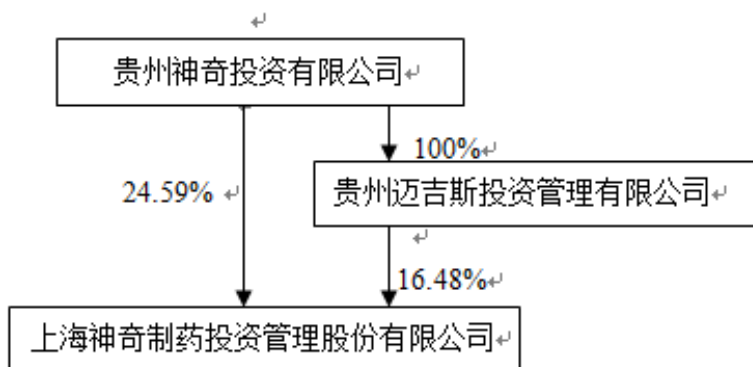 贵州神奇投资有限公司
100%
24.59%
贵州迈吉斯投资管理有限公司
16.48%
上海神奇制药投资管理股份有限公司